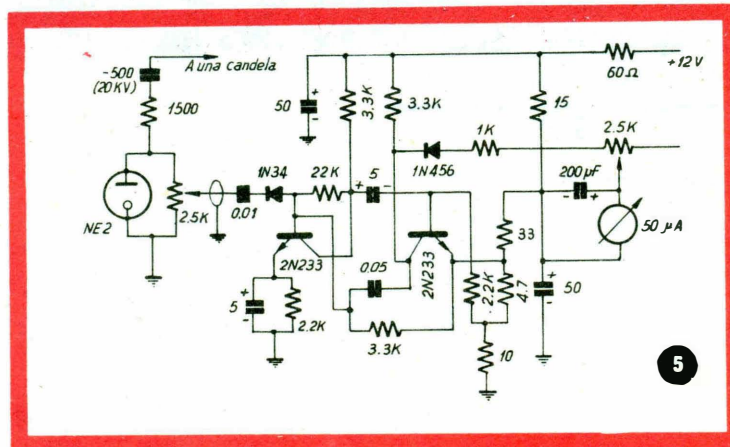 -500
(20KV)
A una candela
1500
NE2
2.5K
0.01
1N34
22K
50
+
-
3.3K
3.3K
+ 5 -
2N233
+
5
-
2.2K
0.05
3.3K
2N233
1N456
1K
2.2K
4.7
10
33
15
60Ω
+12V
2.5K
200µF
- +
50 µA
+
50
-
5